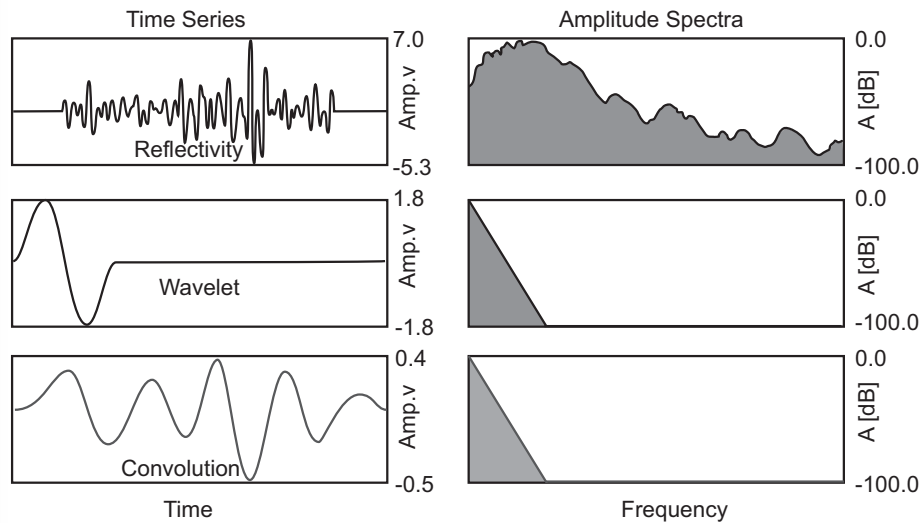 Time Series
Amplitude Spectra
7.0
Amp.v
Reflectivity
-5.3
0.0
A [dB]
-100.0
1.8
Amp.v
Wavelet
-1.8
0.0
A [dB]
-100.0
0.4
Amp.v
Convolution
-0.5
0.0
A [dB]
-100.0
Time
Frequency